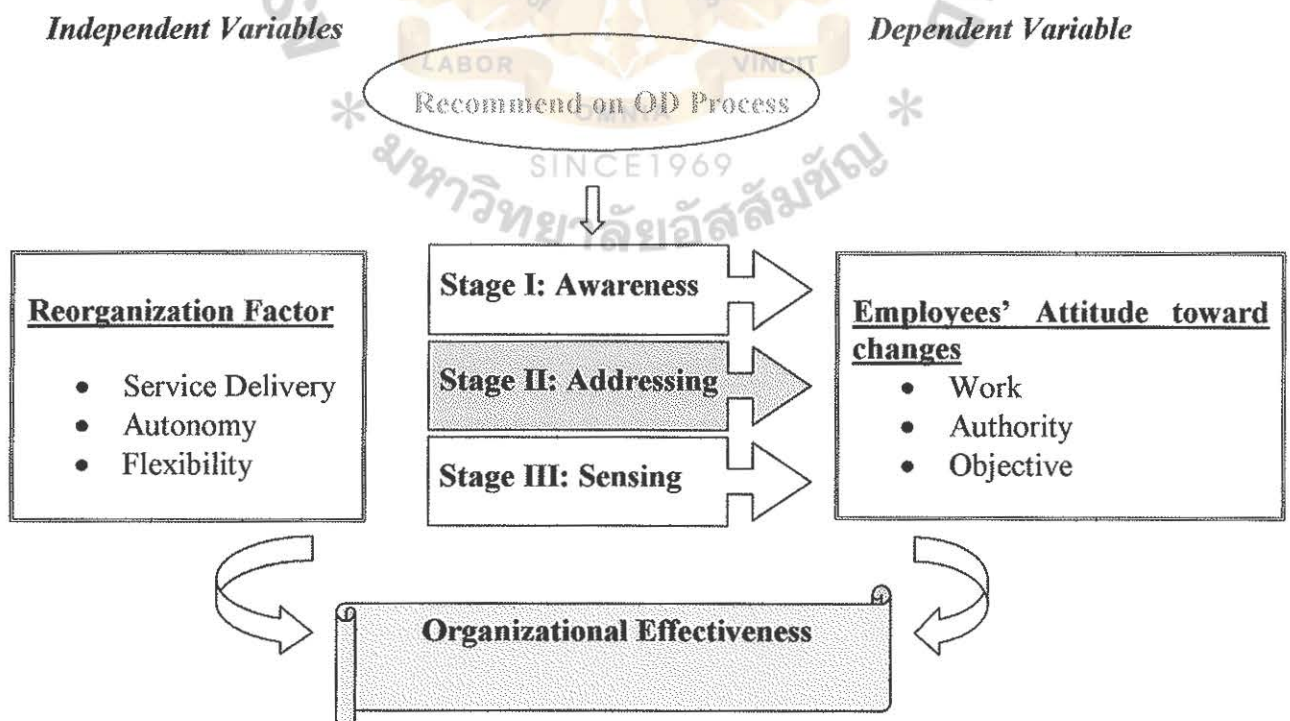 Independent Variables
Dependent Variable
LABOR
VINCIT
Recommend on OD Process
OMNIA
SINCE1969
มหาวิทยาลัยอัสสัมชัญ
Stage I: Awareness
Reorganization Factor
• Service Delivery
• Autonomy
• Flexibility
Stage II: Addressing
Stage III: Sensing
Employees’ Attitude toward
changes
• Work
• Authority
• Objective
Organizational Effectiveness